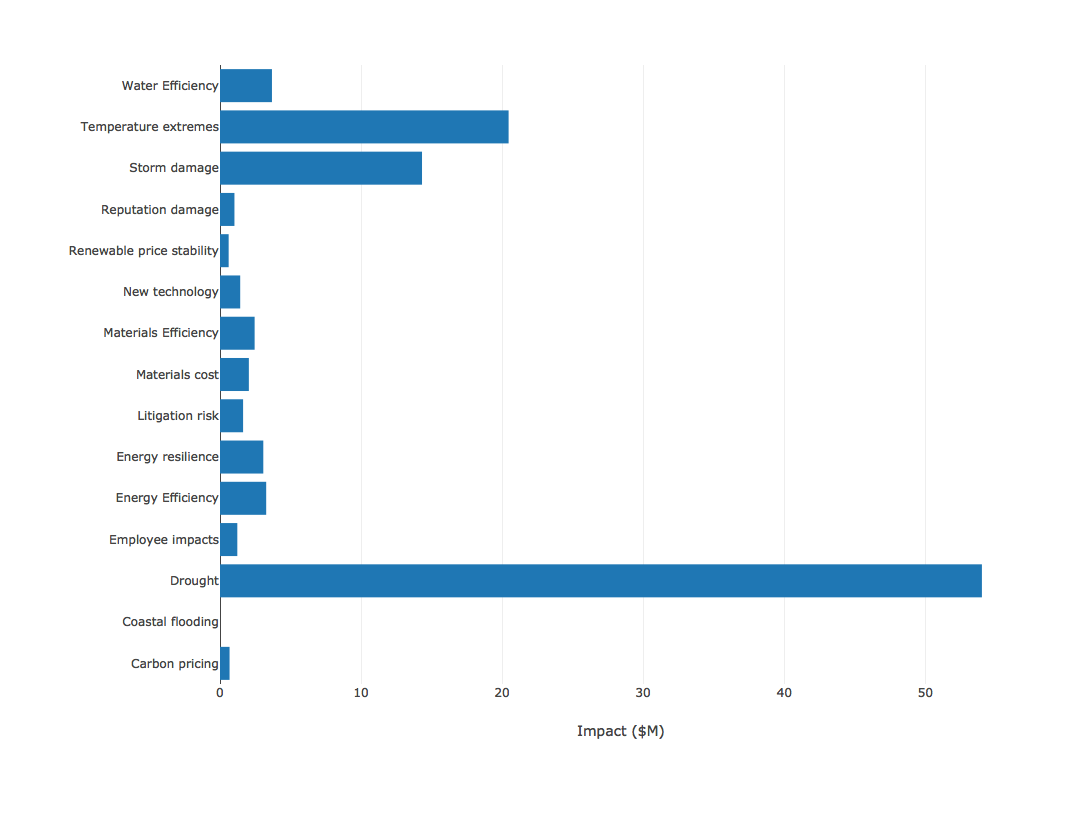 Water Efficiency
Temperature extremes
Storm damage
Reputation damage
Renewable price stability
New technology
Materials Efficiency
Materials cost
Litigation risk
Energy resilience
Energy Efficiency
Employee impacts
Drought
Coastal flooding
Carbon pricing
0 10 20 30 40 50
Impact ($M)